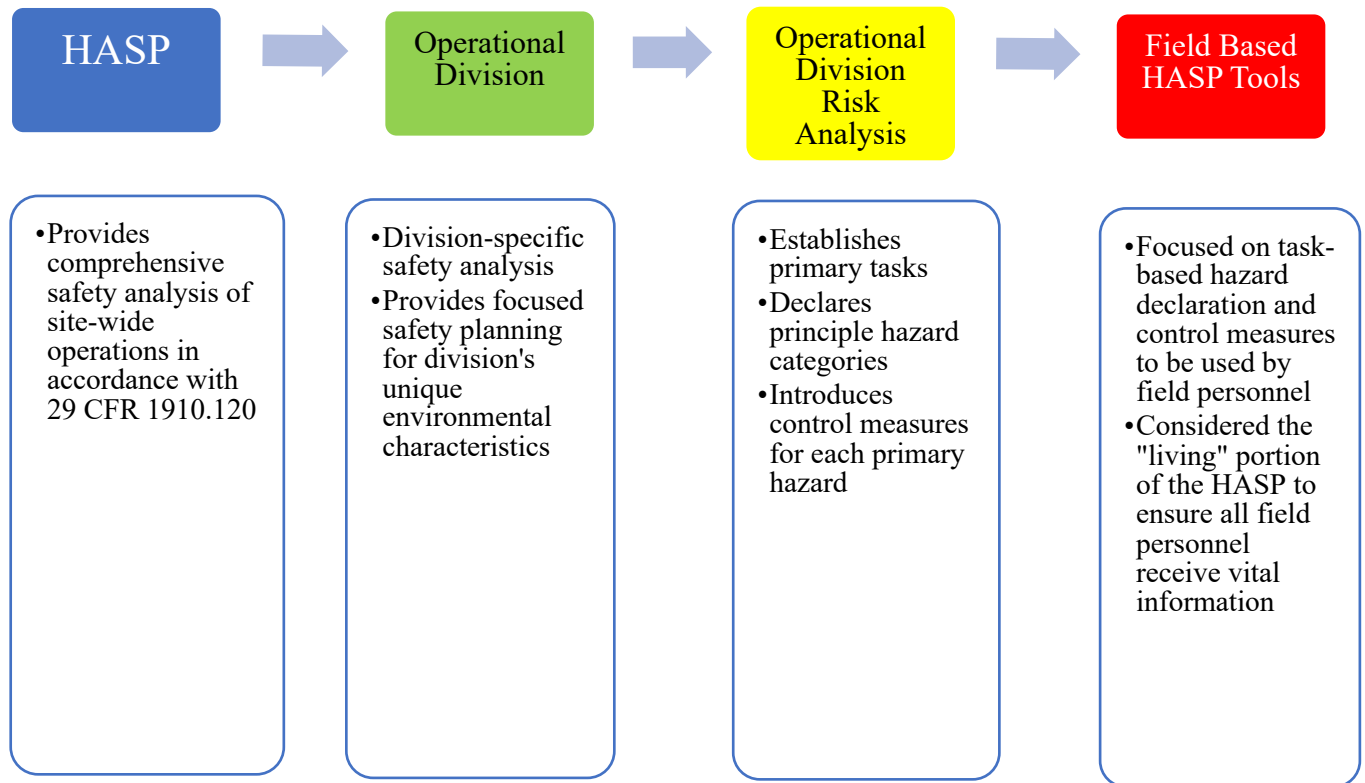 HASP
Operational
Division
Operational
Division
Risk
Analysis
Field Based
HASP Tools
•Provides
comprehensive
safety analysis of
site-wide
operations in
accordance with
29 CFR 1910.120
•Division-specific
safety analysis
•Provides focused
safety planning
for division's
unique
environmental
characteristics
•Establishes
primary tasks
•Declares
principle hazard
categories
•Introduces
control measures
for each primary
hazard
•Focused on task-
based hazard
declaration and
control measures
to be used by
field personnel
•Considered the
"living" portion
of the HASP to
ensure all field
personnel
receive vital
information